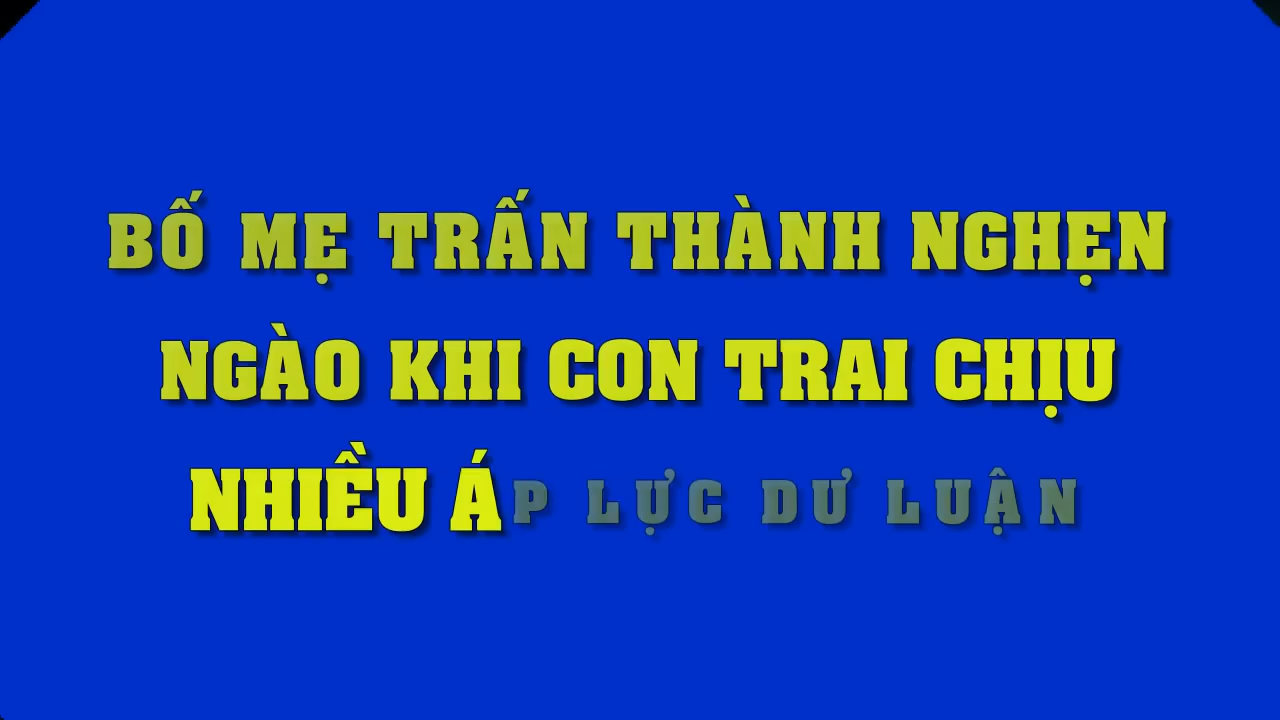 BỐ MẸ TRẤN THÀNH NGHẸN
NGÀO KHI CON TRAI CHỊU
NHIỀU ÁP LỰC DƯ LUẬN